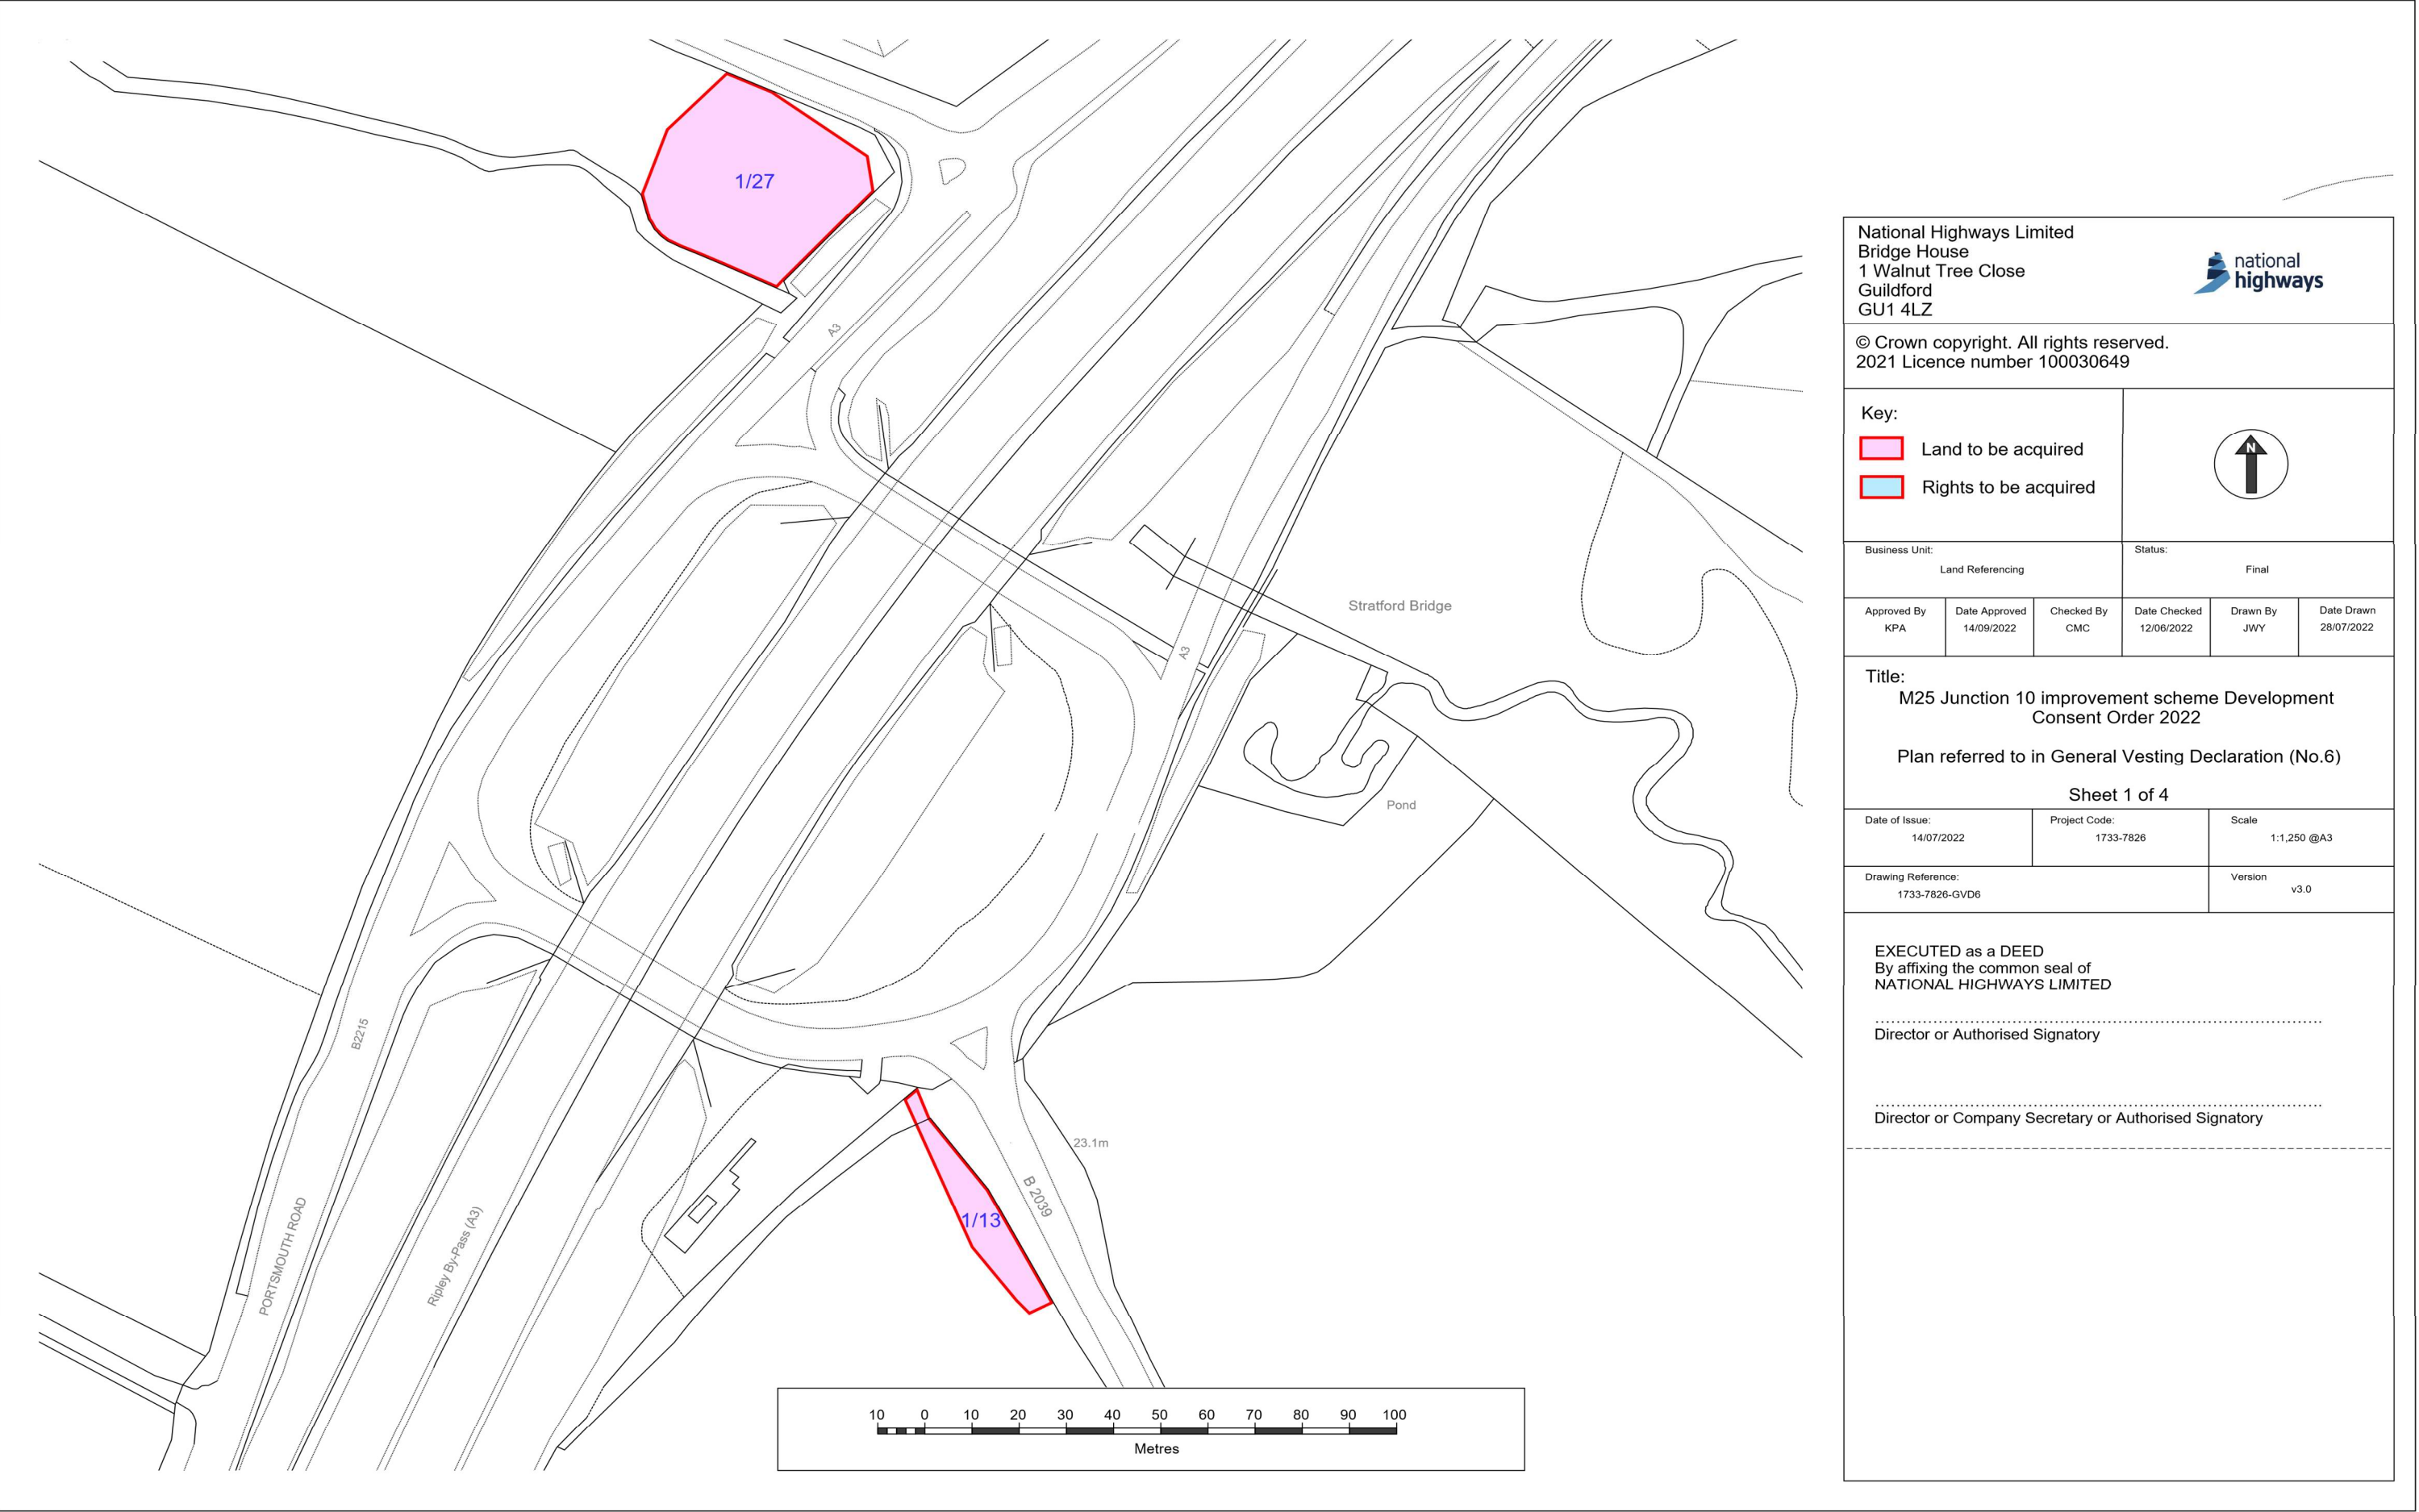 1/27
A3
Stratford Bridge
A3
Pond
B2215
23.1m
B 2039
1/13
PORTSMOUTH ROAD
Ripley By-Pass (A3)
10 0 10 20 30 40 50 60 70 80 90 100
Metres
National Highways Limited
Bridge House
1 Walnut Tree Close
Guildford
GU1 4LZ
national
highways
© Crown copyright. All rights reserved.
2021 Licence number 100030649
Key:
Land to be acquired
Rights to be acquired
N
Business Unit:
Land Referencing
Status:
Final
Approved By
KPA
Date Approved
14/09/2022
Checked By
CMC
Date Checked
12/06/2022
Drawn By
JWY
Date Drawn
28/07/2022
Title:
M25 Junction 10 improvement scheme Development
Consent Order 2022
Plan referred to in General Vesting Declaration (No.6)
Sheet 1 of 4
Date of Issue:
14/07/2022
Project Code:
1733-7826
Scale
1:1,250 @A3
Drawing Reference:
1733-7826-GVD6
Version
v3.0
EXECUTED as a DEED
By affixing the common seal of
NATIONAL HIGHWAYS LIMITED
Director or Authorised Signatory
Director or Company Secretary or Authorised Signatory